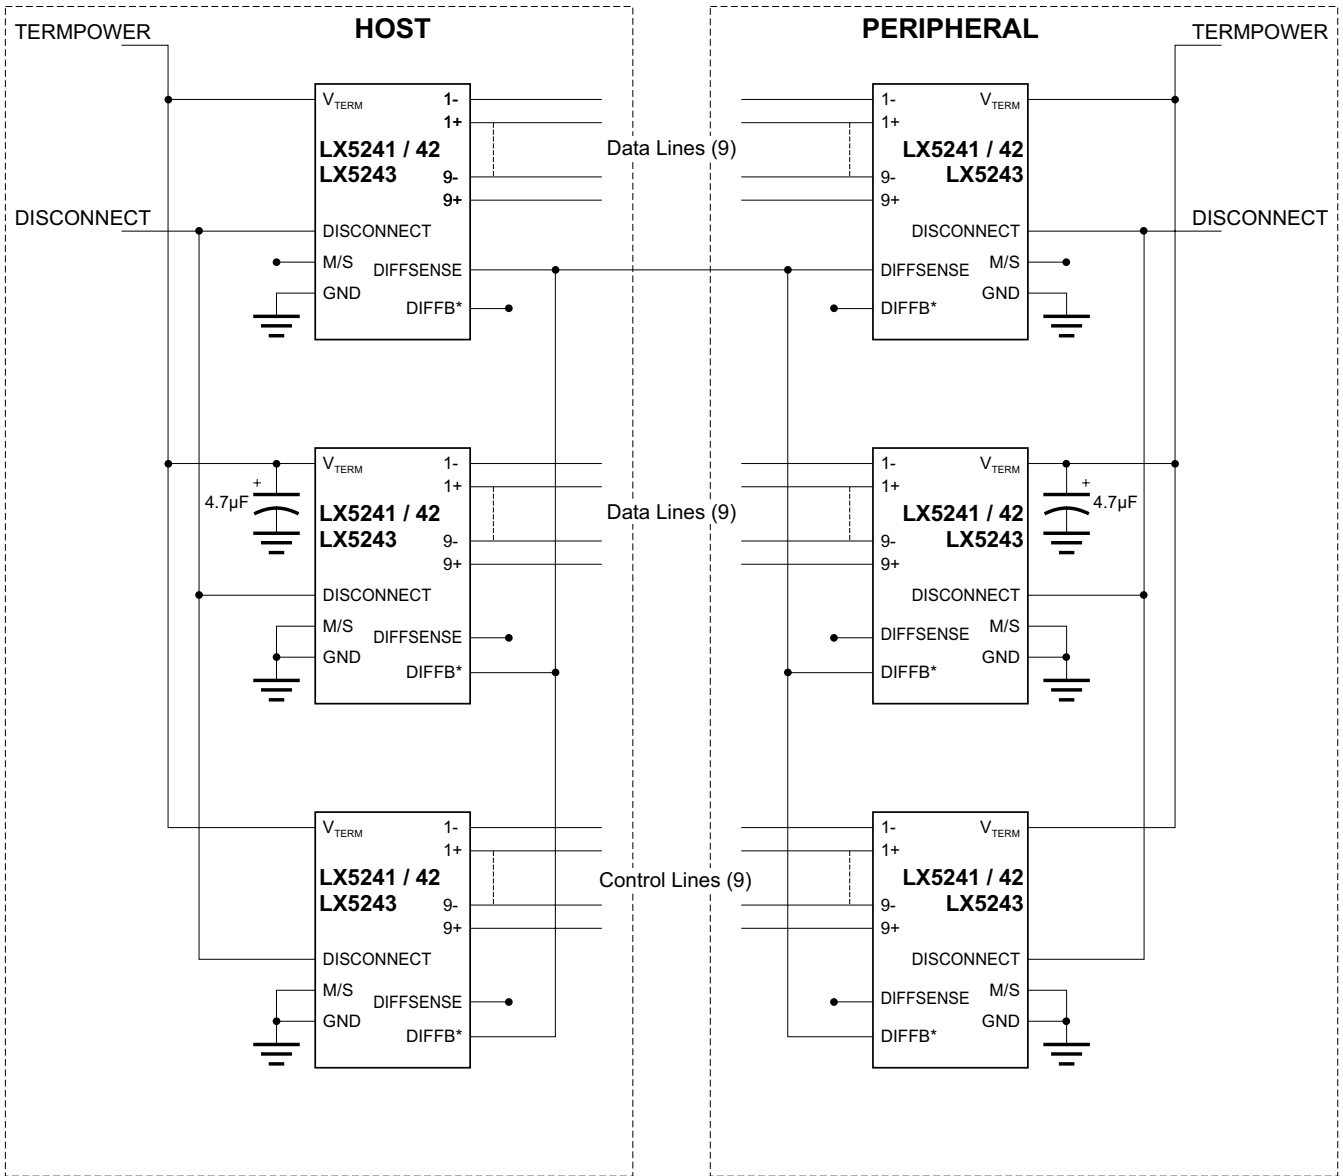 HOST
PERIPHERAL
TERMPOWER
TERMPOWER
VTERM
1-
1+
LX5241 / 42
LX5243
9-
9+
DISCONNECT
M/S
DIFFSENSE
GND
DIFFB*
Data Lines (9)
1-
VTERM
1+
LX5241 / 42
LX5243
9-
9+
DISCONNECT
DIFFSENSE
M/S
GND
DIFFB*
DISCONNECT
DISCONNECT
4.7µF
+
VTERM
1-
1+
LX5241 / 42
LX5243
9-
9+
DISCONNECT
M/S
DIFFSENSE
GND
DIFFB*
Data Lines (9)
1-
VTERM
1+
LX5241 / 42
LX5243
9-
9+
DISCONNECT
DIFFSENSE
M/S
GND
DIFFB*
+
4.7µF
VTERM
1-
1+
LX5241 / 42
LX5243
9-
9+
DISCONNECT
M/S
DIFFSENSE
GND
DIFFB*
Control Lines (9)
1-
VTERM
1+
LX5241 / 42
LX5243
9-
9+
DISCONNECT
DIFFSENSE
M/S
GND
DIFFB*